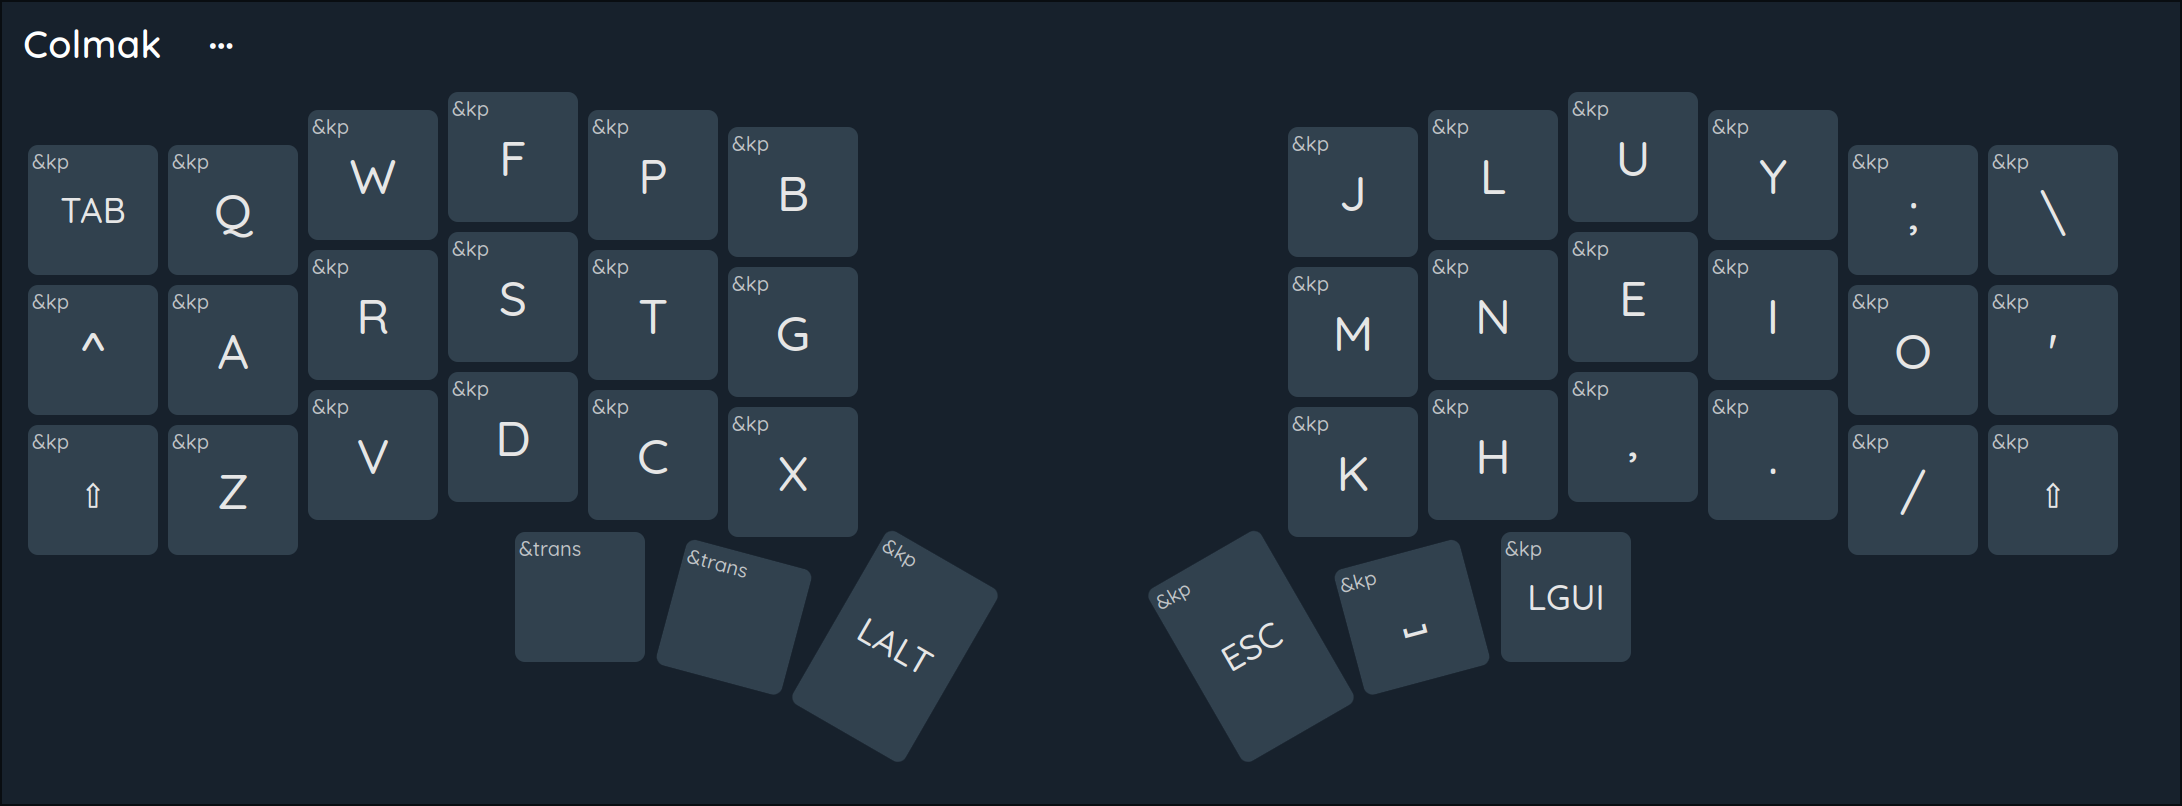 Colmak ...
&kp TAB &kp Q &kp W &kp F &kp P &kp B &kp J &kp L &kp U &kp Y &kp ; &kp \
&kp ^ &kp A &kp R &kp S &kp T &kp G &kp M &kp N &kp E &kp I &kp O &kp '
&kp ⇧ &kp Z &kp V &kp D &kp C &kp X &kp K &kp H &kp , &kp . &kp / &kp ⇧
&trans &trans &kp LALT &kp ESC &kp ⎵ &kp LGUI